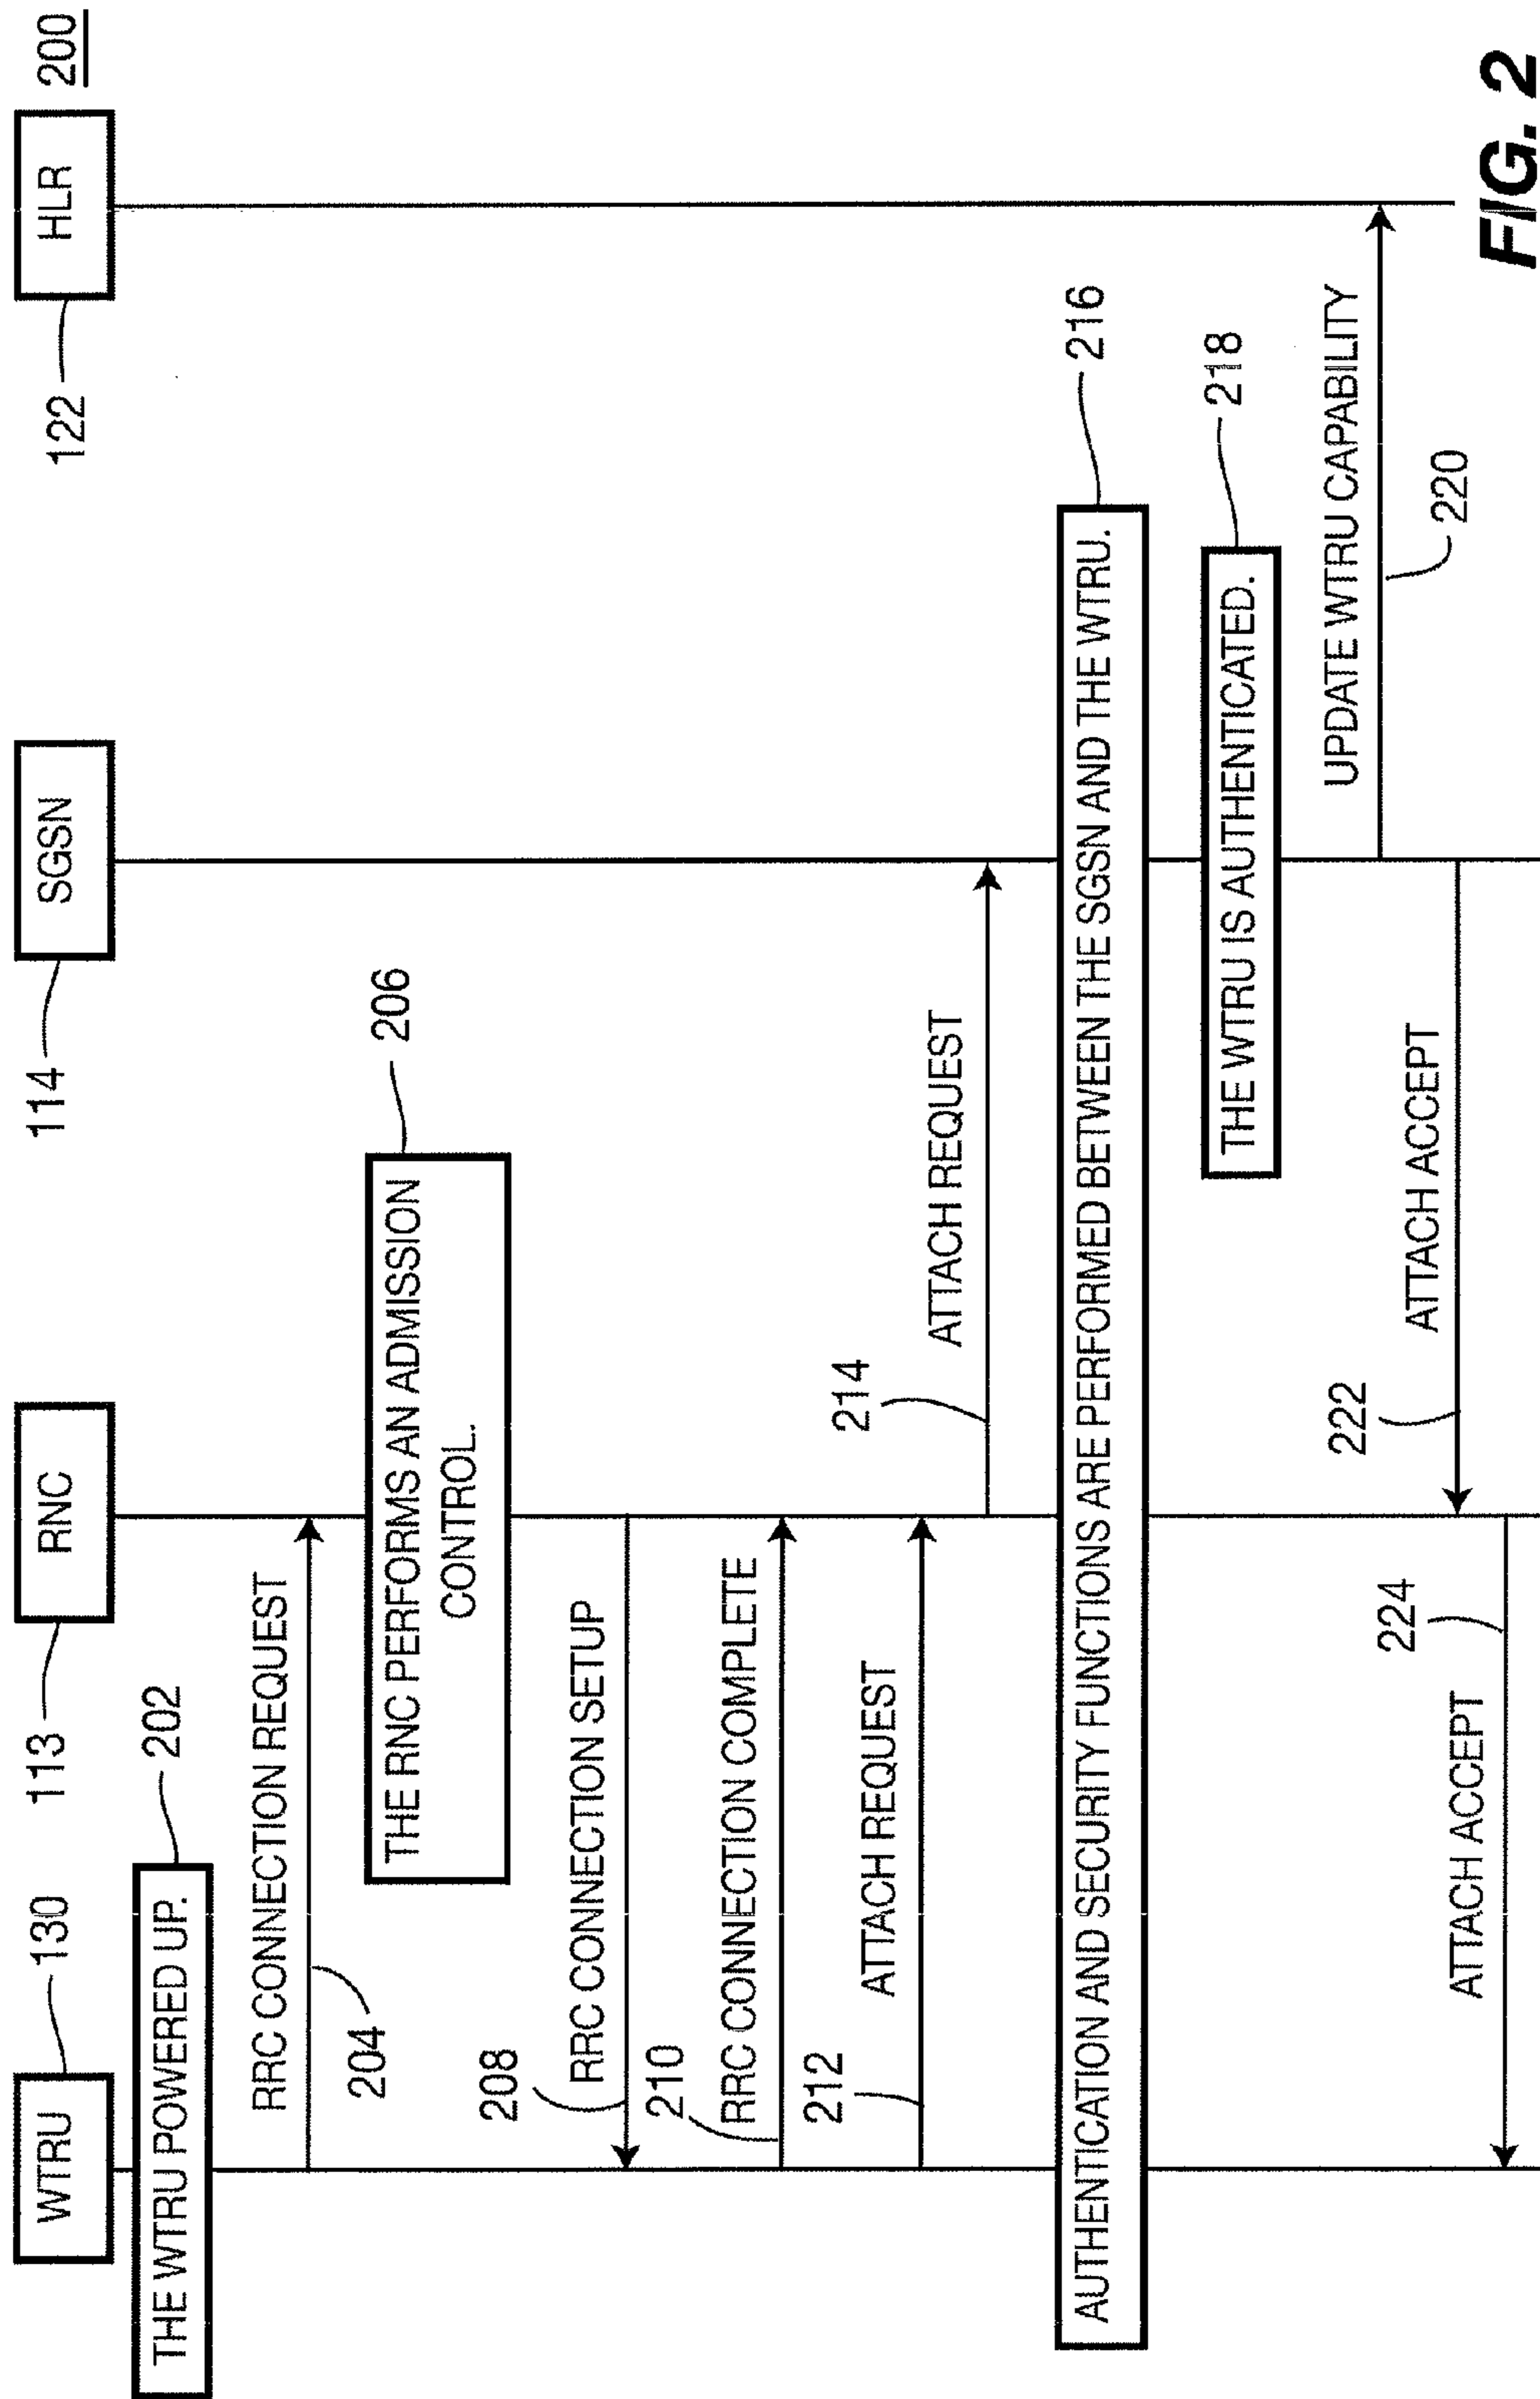 200
WTRU
RNC
SGSN
HLR
130
113
114
122
THE WTRU POWERED UP.
202
RRC CONNECTION REQUEST
204
THE RNC PERFORMS AN ADMISSION
CONTROL.
206
208
RRC CONNECTION SETUP
210
RRC CONNECTION COMPLETE
212
ATTACH REQUEST
214
ATTACH REQUEST
AUTHENTICATION AND SECURITY FUNCTIONS ARE PERFORMED BETWEEN THE SGSN AND THE WTRU.
216
THE WTRU IS AUTHENTICATED.
218
UPDATE WTRU CAPABILITY
220
222
ATTACH ACCEPT
224
ATTACH ACCEPT
FIG. 2